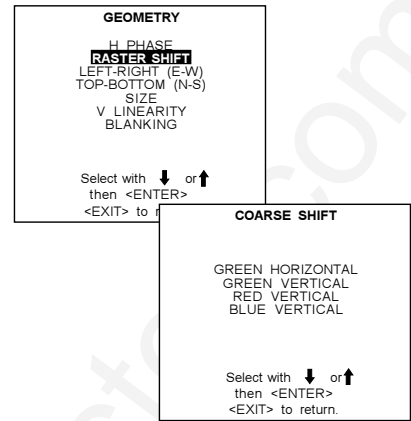 GEOMETRY
H PHASE
RASTER SHIFT
LEFT-RIGHT (E-W)
TOP-BOTTOM (N-S)
SIZE
V LINEARITY
BLANKING
Select with or
then <ENTER>
<EXIT> to
COARSE SHIFT
GREEN HORIZONTAL
GREEN VERTICAL
RED VERTICAL
BLUE VERTICAL
Select with or
then <ENTER>
<EXIT> to return.